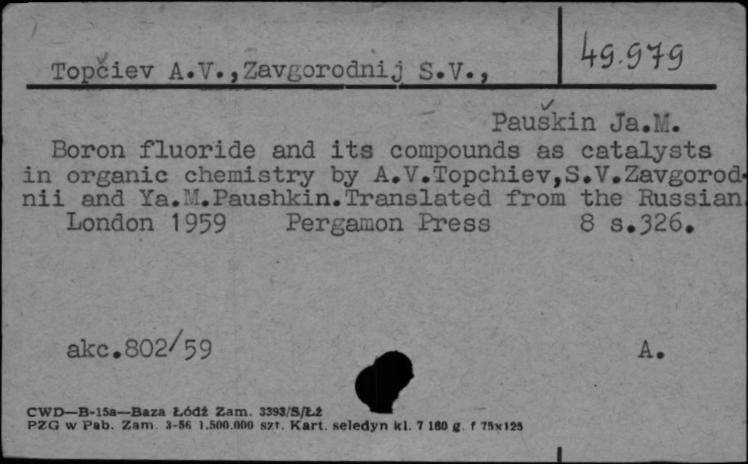 49.979
Topčiev A.V.,Zavgorodnij S.V.,
Pauškin Ja.M.
Boron fluoride and its compounds as catalysts
in organic chemistry by A.V.Topchiev,S.V.Zavgorod-
nii and Ya.M.Paushkin.Translated from the Russian.
London 1959 Pergamon Press 8 s.326.
akc.802/59 A.
CWD—B-15a—Baza Łódź Zam. 3393/S/Łź
PZG w Pab. Zam. 3-56 1.500.000 szt. Kart. seledyn kl. 7 160 g. f 75x125